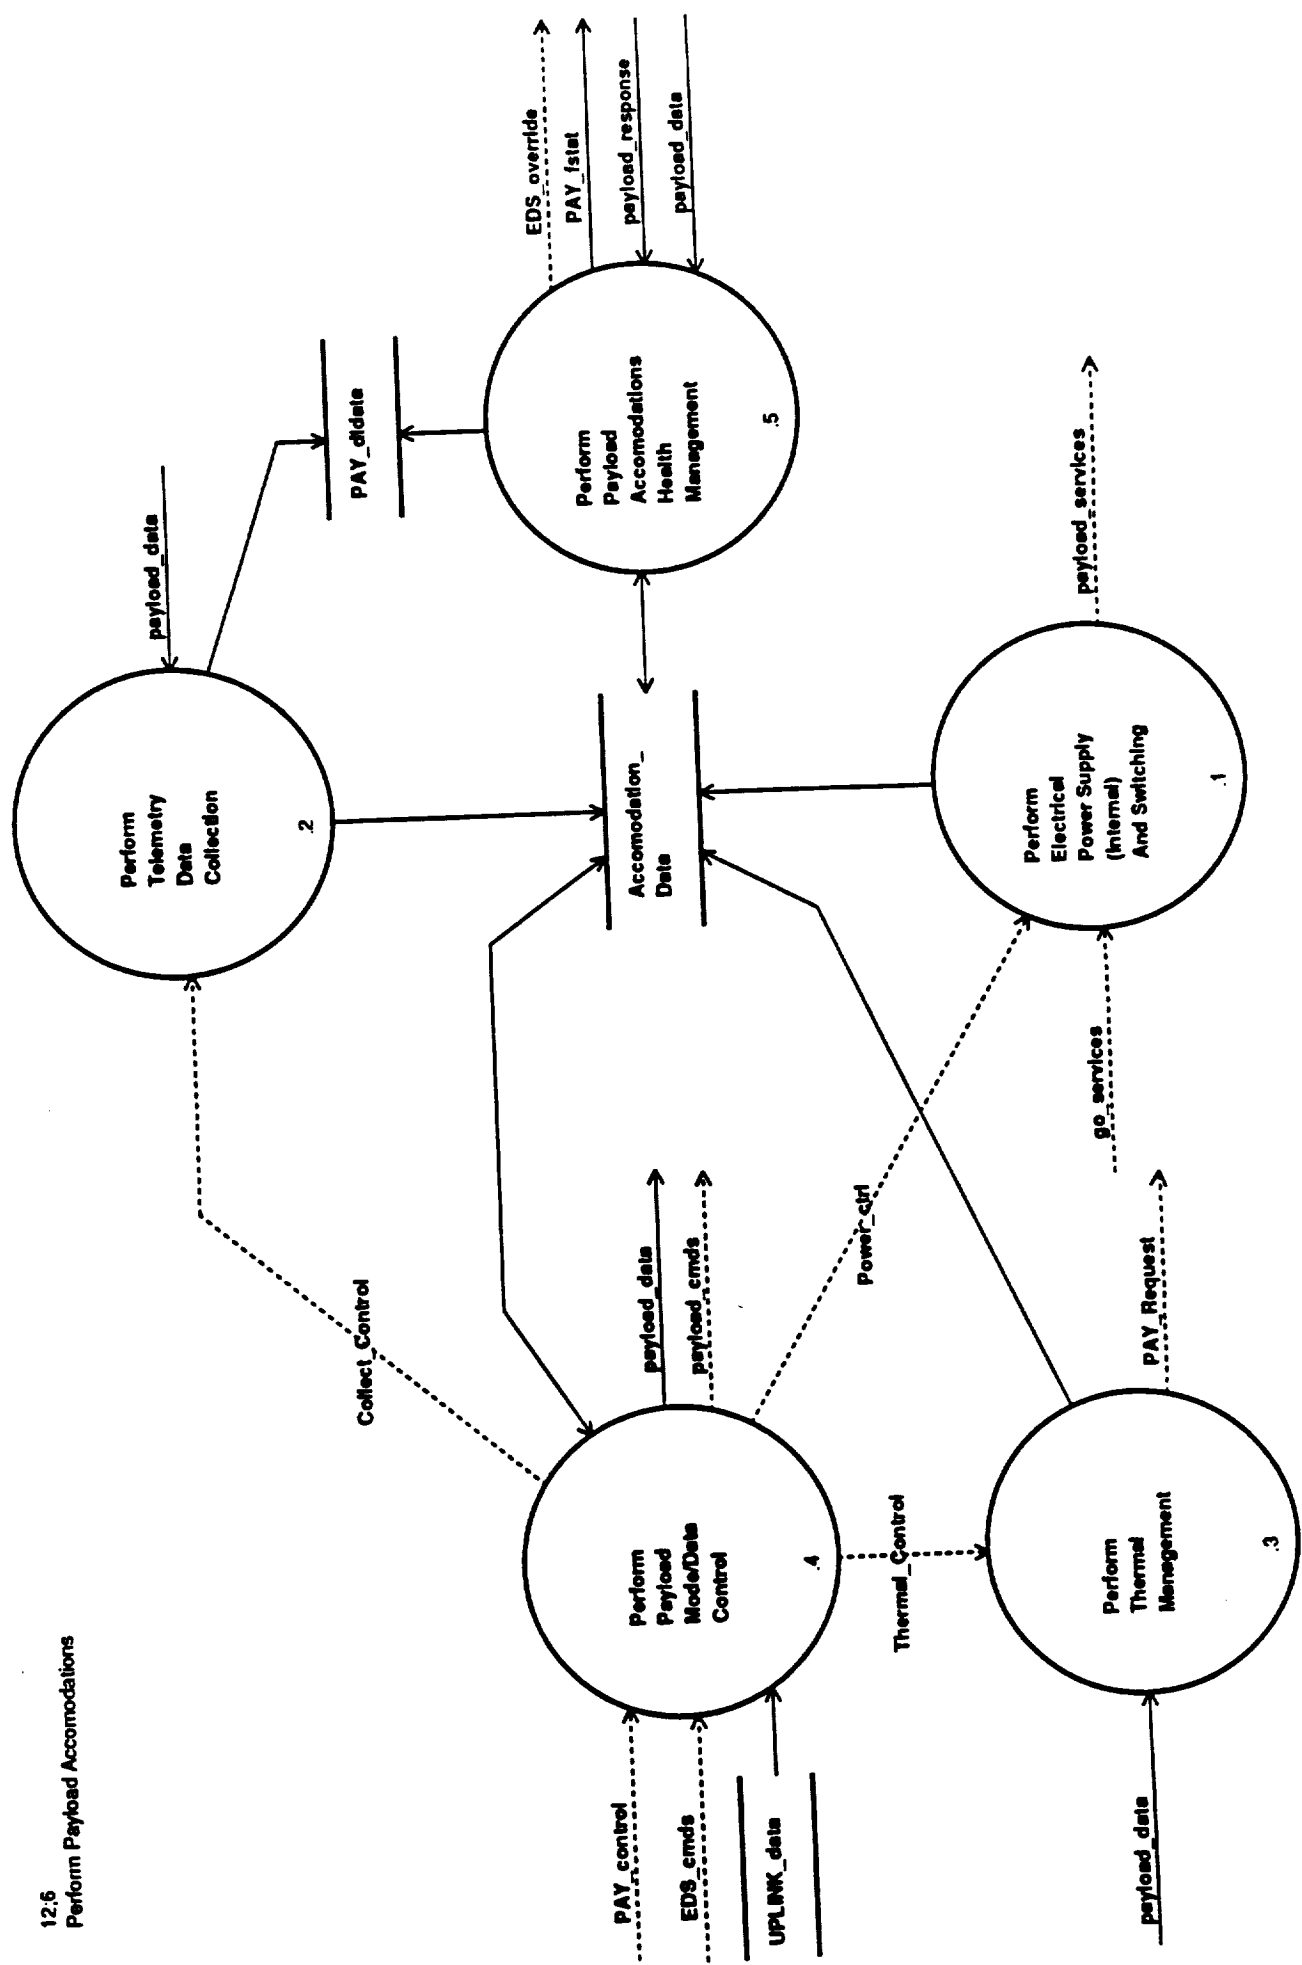 12;6
Perform Payload Accomodations
PAY_control
EDS_cmds
UPLINK_data
payload_data
Perform
Payload
Mode/Data
Control
.4
Thermal_Control
Perform
Thermal
Management
.3
Collect_Control
payload_data
payload_cmds
Power_ctrl
PAY_Request
go_services
Perform
Telemetry
Data
Collection
.2
Accomodation_
Data
Perform
Electrical
Power Supply
(Internal)
And Switching
.1
payload_data
PAY_dldata
Perform
Payload
Accomodations
Health
Management
.5
payload_services
EDS_override
PAY_fstat
payload_response
payload_data